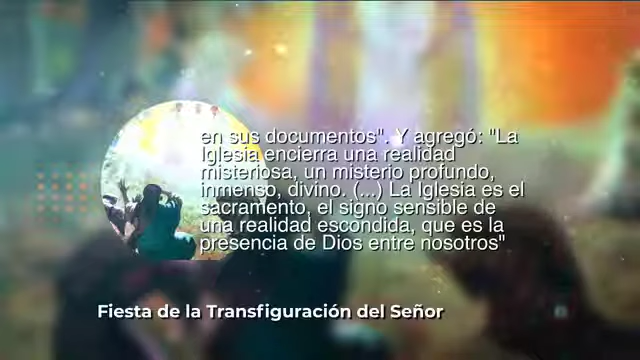 en sus documentos". Y agregó: "La
Iglesia encierra una realidad
misteriosa, un misterio profundo,
inmenso, divino. (...) La Iglesia es el
sacramento, el signo sensible de
una realidad escondida, que es la
presencia de Dios entre nosotros"
Fiesta de la Transfiguración del Señor